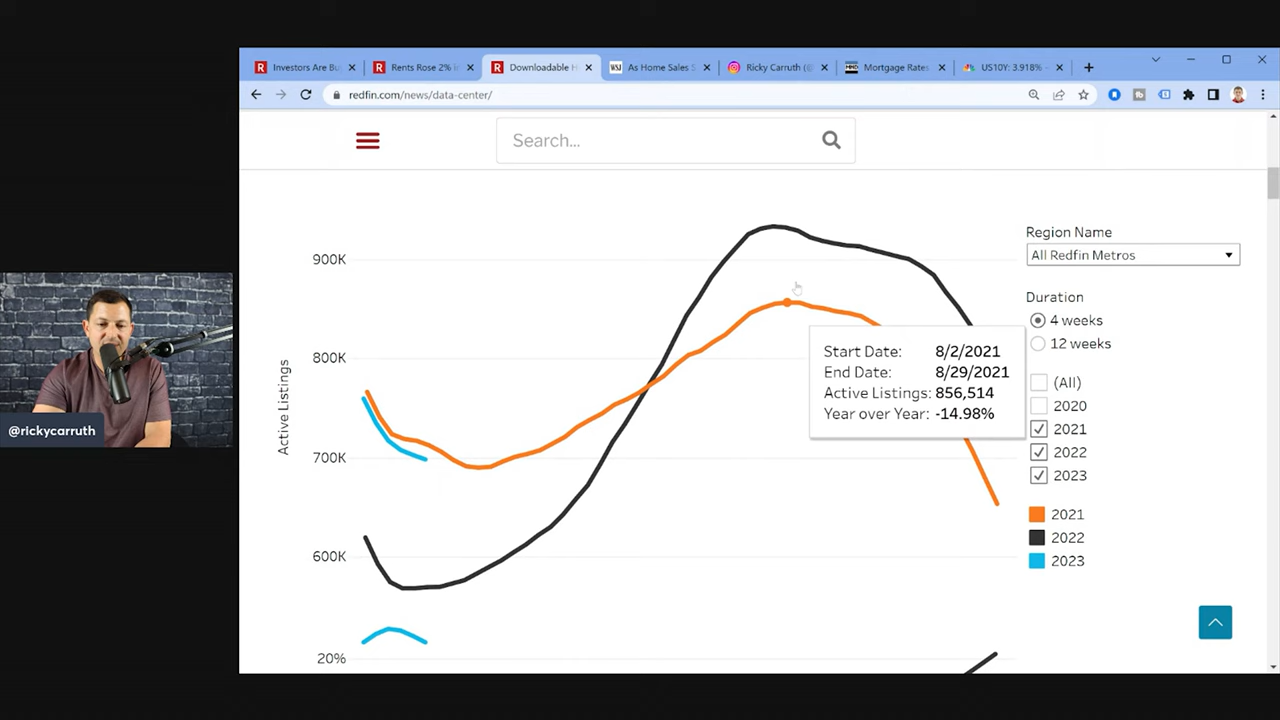 Investors Are Bu
Rents Rose 2% i
Downloadable H
WSJ
As Home Sales S
Ricky Carruth (@
MND
Mortgage Rates
US10Y: 3.918%
redfin.com/news/data-center/
Search...
Region Name
All Redfin Metros
Duration
4 weeks
12 weeks
(All)
2020
2021
2022
2023
2021
2022
2023
Active Listings
900K
800K
700K
600K
20%
Start Date: 8/2/2021
End Date: 8/29/2021
Active Listings: 856,514
Year over Year: -14.98%
@rickycarruth